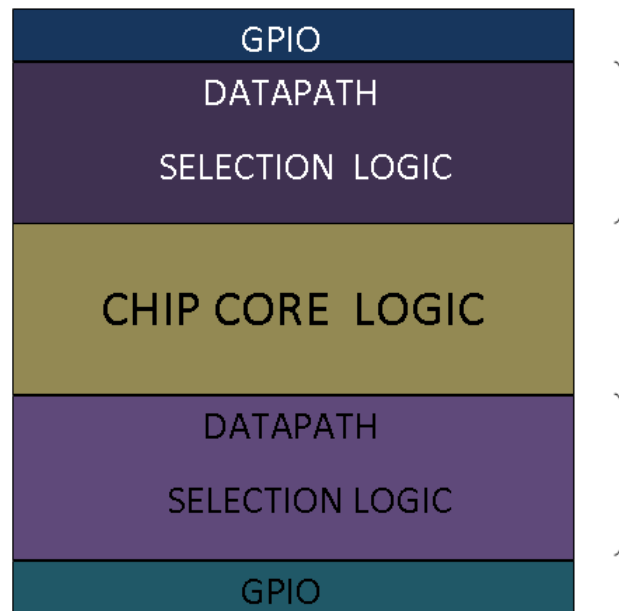 GPIO
DATAPATH
SELECTION LOGIC
CHIP CORE LOGIC
DATAPATH
SELECTION LOGIC
GPIO